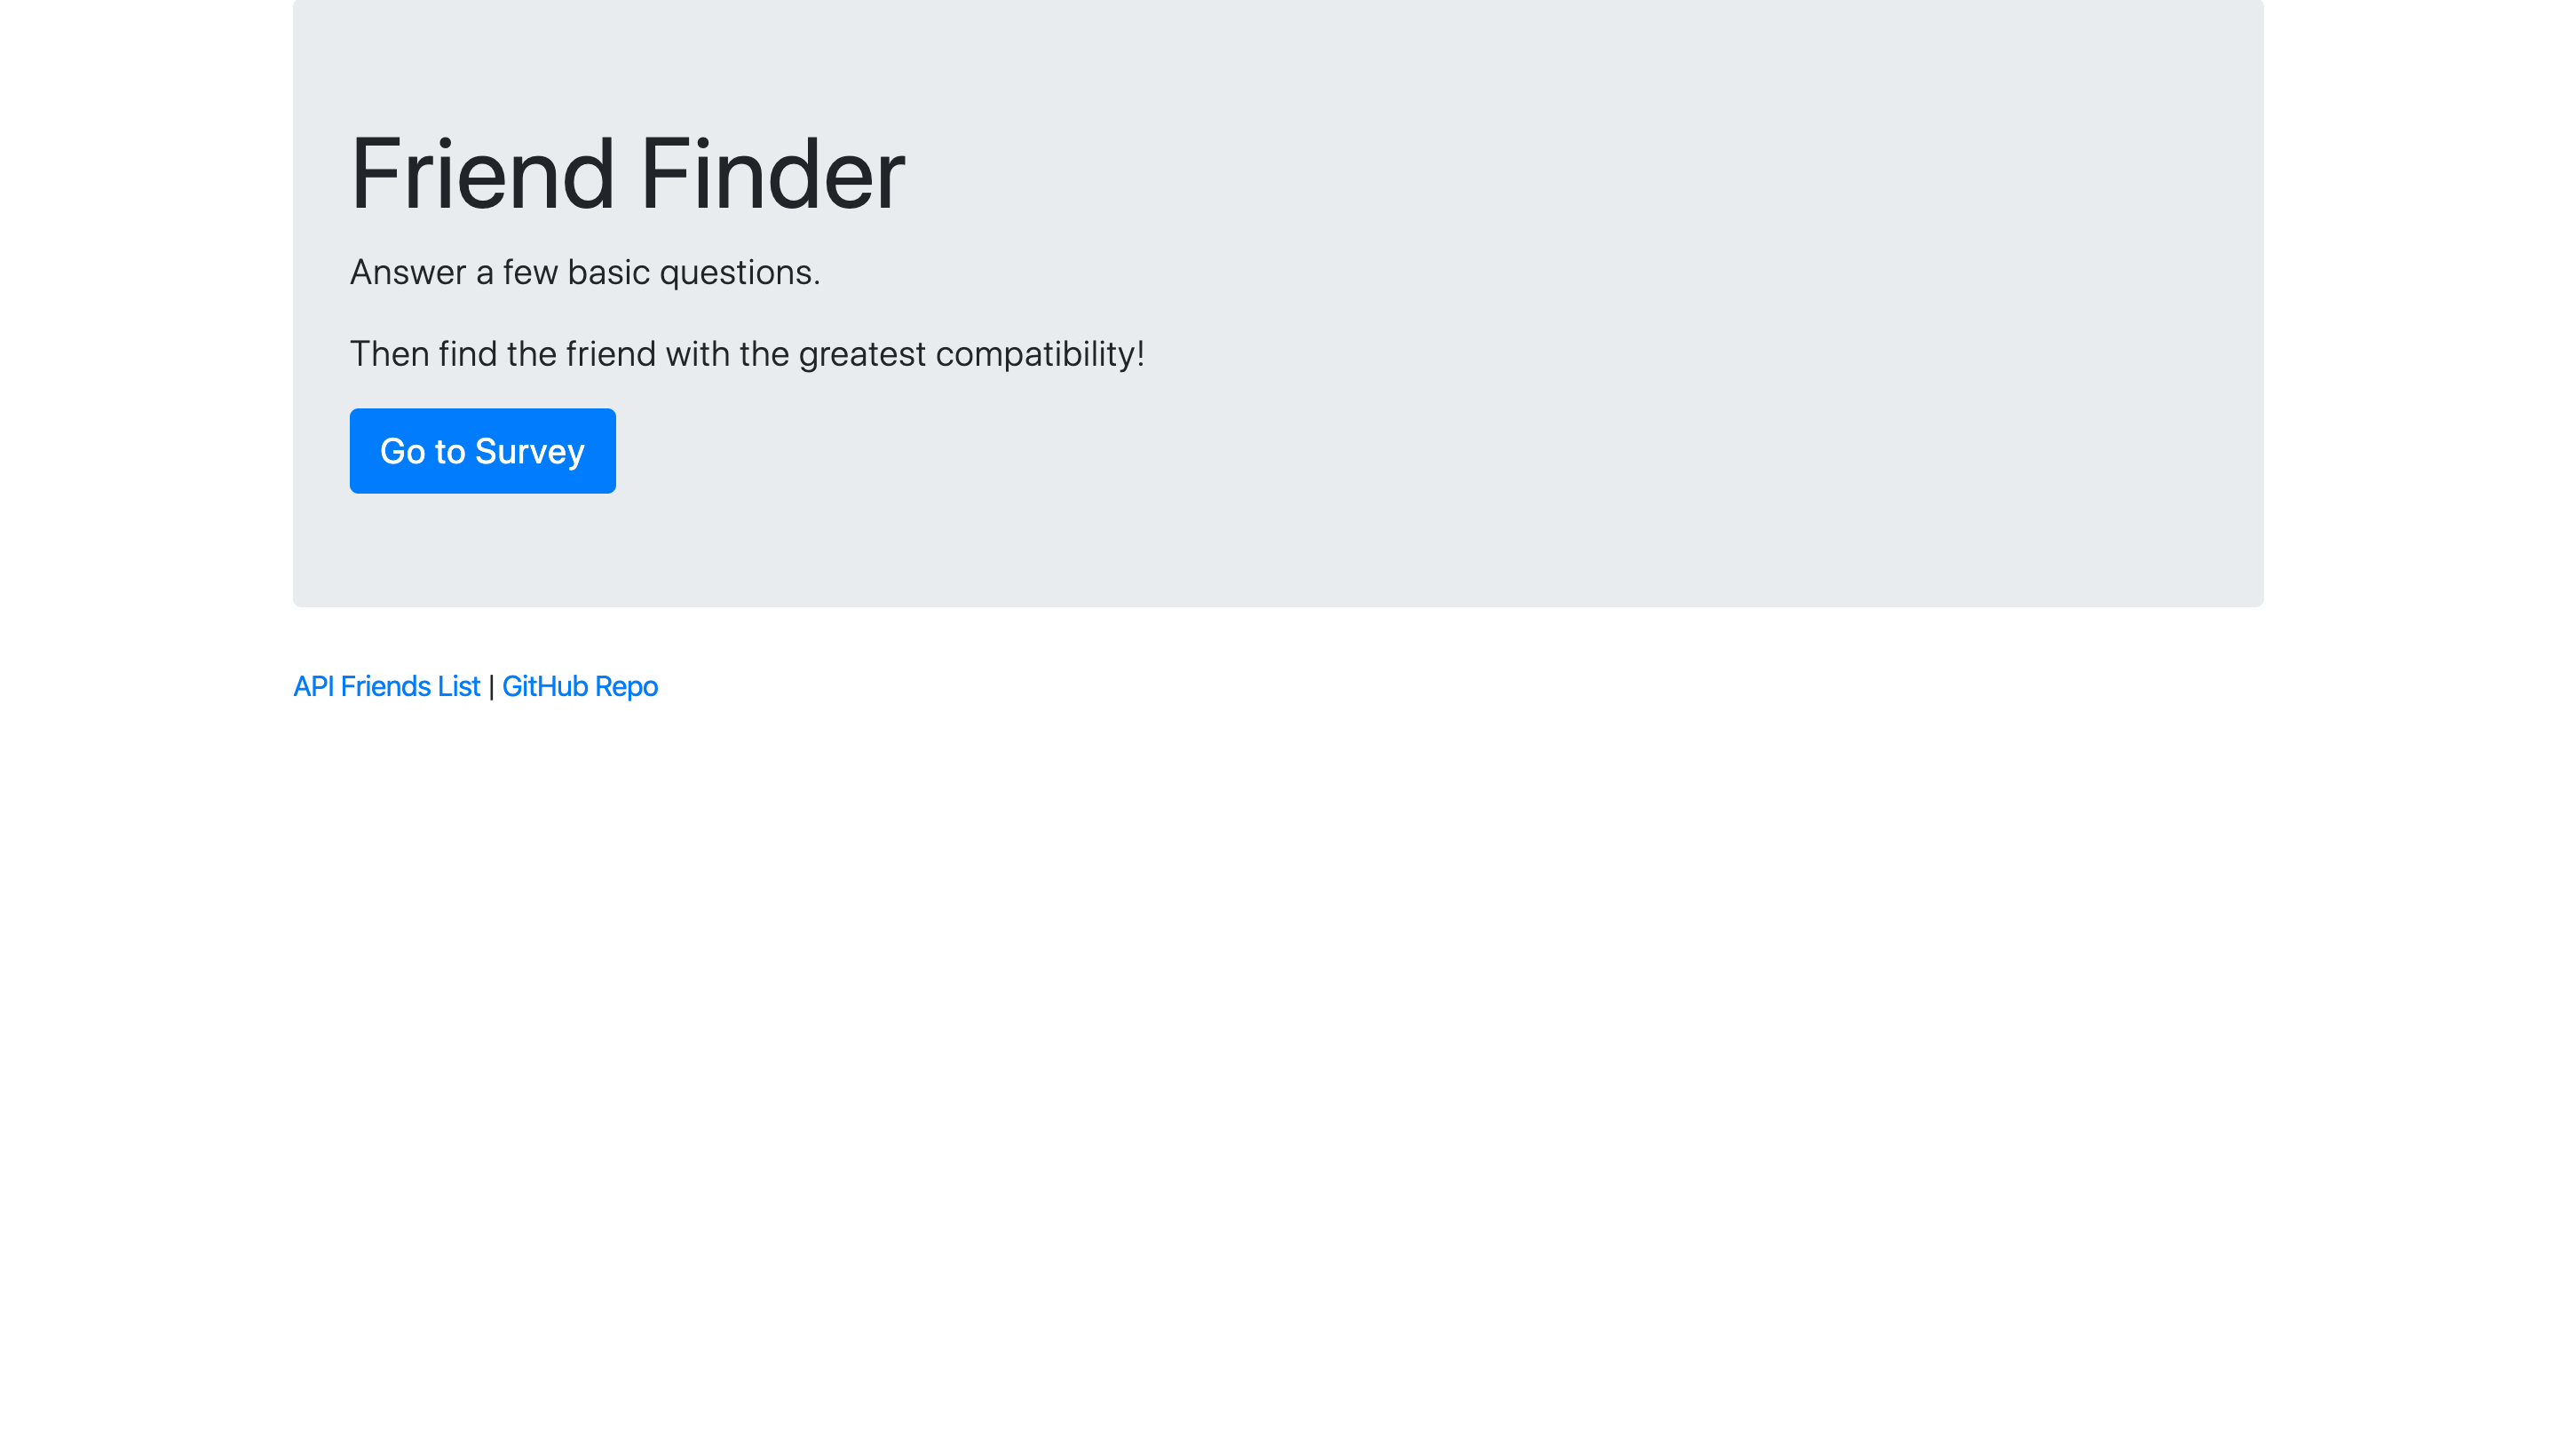 Friend Finder
Answer a few basic questions.
Then find the friend with the greatest compatibility!
Go to Survey
API Friends List | GitHub Repo